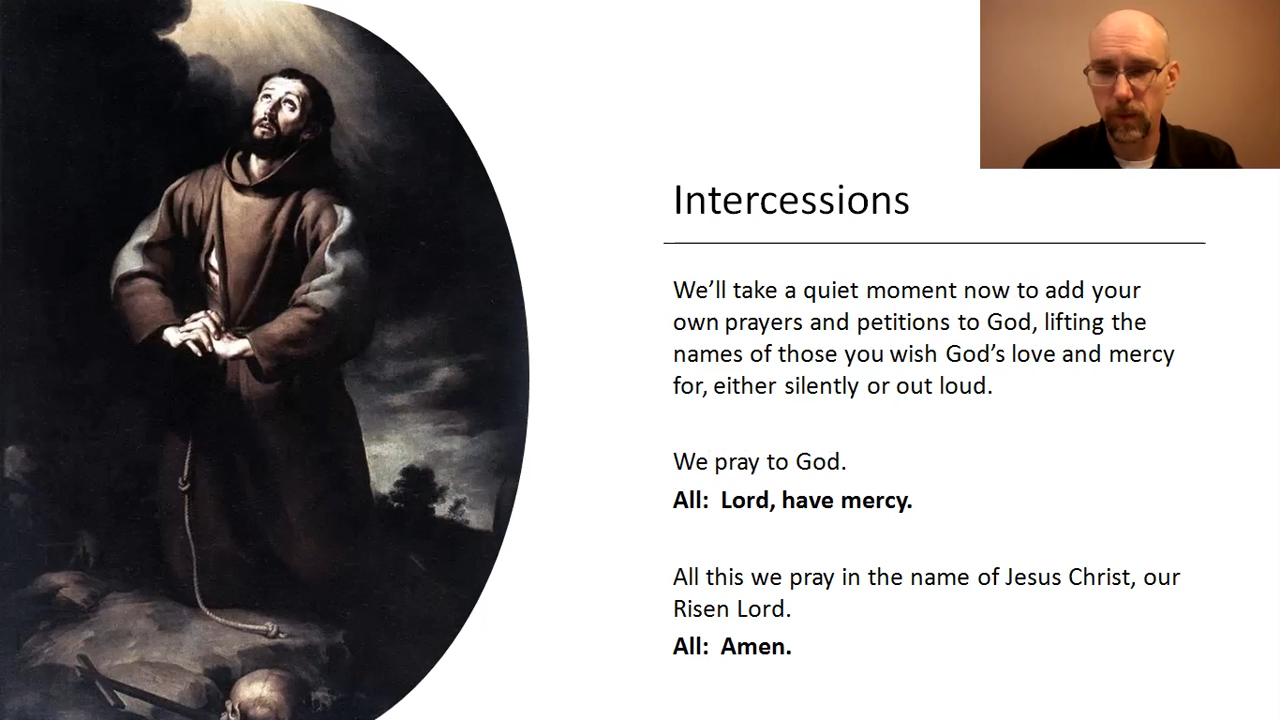 Intercessions
We’ll take a quiet moment now to add your
own prayers and petitions to God, lifting the
names of those you wish God’s love and mercy
for, either silently or out loud.
We pray to God.
All:  Lord, have mercy.
All this we pray in the name of Jesus Christ, our
Risen Lord.
All:  Amen.